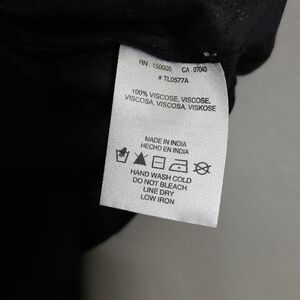 RN 150005 CA 07043
# TL0577A
100% VISCOSE, VISCOSE,
VISCOSA, VISCOSA, VISKOSE
MADE IN INDIA
HECHO EN INDIA
HAND WASH COLD
DO NOT BLEACH
LINE DRY
LOW IRON